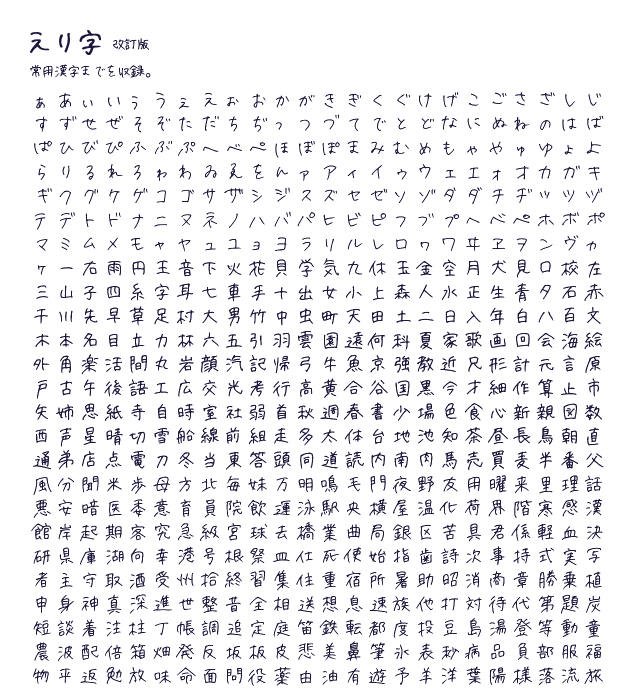 えり字 改訂版
常用漢字までを収録。
ぁ あ ぃ い ぅ う ぇ え ぉ お か が き ぎ く ぐ け げ こ ご さ ざ し じ
す ず せ ぜ そ ぞ た だ ち ぢ っ つ づ て で と ど な に ぬ ね の は ば
ぱ ひ び ぴ ふ ぶ ぷ へ べ ぺ ほ ぼ ぽ ま み む め も ゃ や ゅ ゆ ょ よ
ら り る れ ろ ゎ わ ゐ ゑ を ん ァ ア ィ イ ゥ ウ ェ エ ォ オ カ ガ キ
ギ ク グ ケ ゲ コ ゴ サ ザ シ ジ ス ズ セ ゼ ソ ゾ タ ダ チ ヂ ッ ツ ヅ
テ デ ト ド ナ ニ ヌ ネ ノ ハ バ パ ヒ ビ ピ フ ブ プ ヘ ベ ペ ホ ボ ポ
マ ミ ム メ モ ャ ヤ ュ ユ ョ ヨ ラ リ ル レ ロ ヮ ワ ヰ ヱ ヲ ン ヴ ヵ
ヶ 一 右 雨 円 王 音 下 火 花 貝 学 気 九 休 玉 金 空 月 犬 見 口 校 左
三 山 子 四 糸 字 耳 七 車 手 十 出 女 小 上 森 人 水 正 生 青 夕 石 赤
千 川 先 早 草 足 村 大 男 竹 中 虫 町 天 田 土 二 日 入 年 白 八 百 文
木 本 名 目 立 力 林 六 五 引 羽 雲 園 遠 何 科 夏 家 歌 画 回 会 海 絵
外 角 楽 活 間 丸 岩 顔 汽 記 帰 弓 牛 魚 京 強 教 近 兄 形 計 元 言 原
戸 古 午 後 語 工 広 交 光 考 行 高 黄 合 谷 国 黒 今 才 細 作 算 止 市
矢 姉 思 紙 寺 自 時 室 社 弱 首 秋 週 春 書 少 場 色 食 心 新 親 図 数
西 声 星 晴 切 雪 船 線 前 組 走 多 太 体 台 地 池 知 茶 昼 長 鳥 朝 直
通 弟 店 点 電 刀 冬 当 東 答 頭 同 道 読 内 南 肉 馬 売 買 麦 半 番 父
風 分 聞 米 歩 母 方 北 毎 妹 万 明 鳴 毛 門 夜 野 友 用 曜 来 里 理 話
悪 安 暗 医 委 意 育 員 院 飲 運 泳 駅 央 横 屋 温 化 荷 界 階 寒 感 漢
館 岸 起 期 客 究 急 級 宮 球 去 橋 業 曲 局 銀 区 苦 具 君 係 軽 血 決
研 県 庫 湖 向 幸 港 号 根 祭 皿 仕 死 使 始 指 歯 詩 次 事 持 式 実 写
者 主 守 取 酒 受 州 拾 終 習 集 住 重 宿 所 暑 助 昭 消 商 章 勝 乗 植
申 身 神 真 深 進 世 整 昔 全 相 送 想 息 速 族 他 打 対 待 代 第 題 炭
短 談 着 注 柱 丁 帳 調 追 定 庭 笛 鉄 転 都 度 投 豆 島 湯 登 等 動 童
農 波 配 倍 箱 畑 発 反 坂 板 皮 悲 美 鼻 筆 氷 表 秒 病 品 負 部 服 福
物 平 返 勉 放 味 命 面 問 役 薬 由 油 有 遊 予 羊 洋 葉 陽 様 落 流 旅